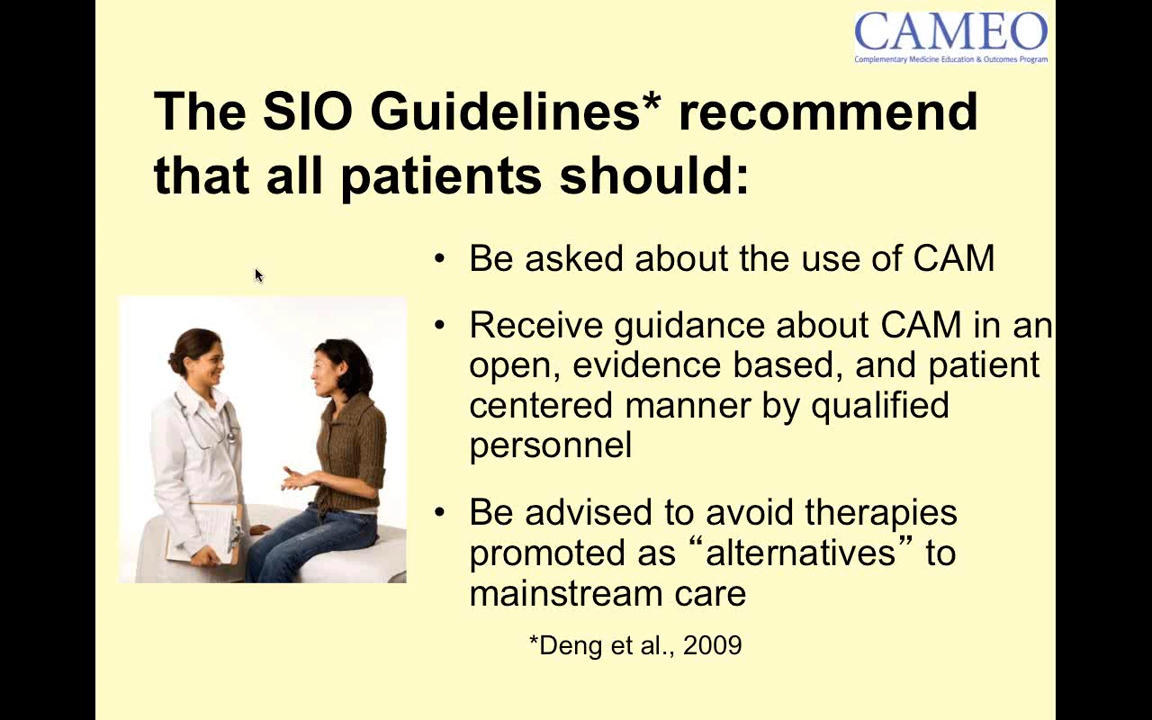 CAMEO
Complementary Medicine Education & Outcomes Program
The SIO Guidelines* recommend
that all patients should:
• Be asked about the use of CAM
• Receive guidance about CAM in an
open, evidence based, and patient
centered manner by qualified
personnel
• Be advised to avoid therapies
promoted as “alternatives” to
mainstream care
*Deng et al., 2009